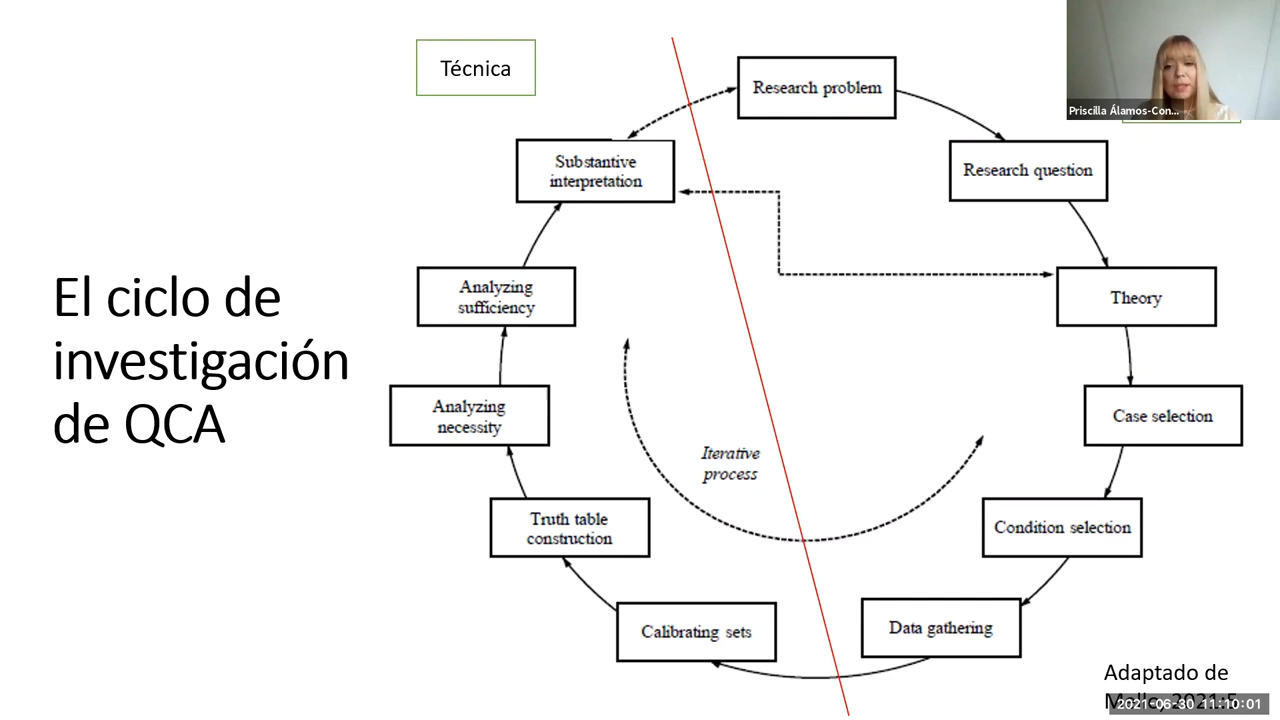 Técnica
Priscilla Álamos-Con...
El ciclo de
investigación
de QCA
Research problem
Research question
Theory
Case selection
Condition selection
Data gathering
Calibrating sets
Truth table
construction
Analyzing
necessity
Analyzing
sufficiency
Substantive
interpretation
Iterative
process
Adaptado de
2021-06-30 11:10:01